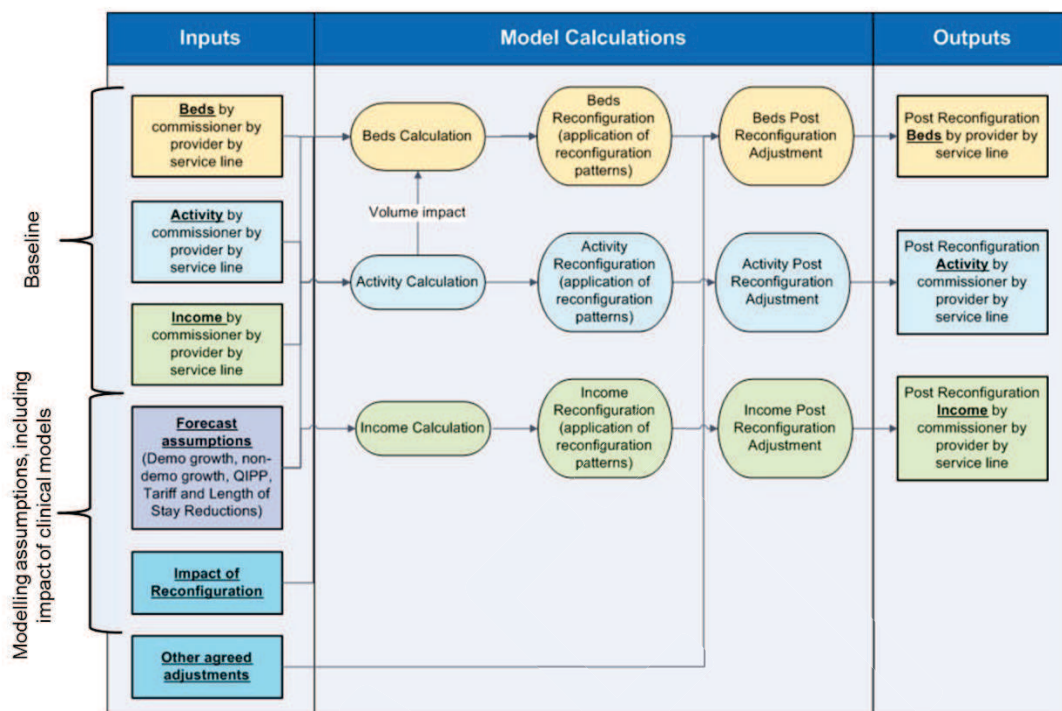 Inputs
Model Calculations
Outputs
Baseline
Modelling assumptions, including
impact of clinical models
Beds by
commissioner by
provider by
service line
Beds Calculation
Beds
Reconfiguration
(application of
reconfiguration
patterns)
Beds Post
Reconfiguration
Adjustment
Post Reconfiguration
Beds by provider by
service line
Volume impact
Activity by
commissioner by
provider by
service line
Activity Calculation
Activity
Reconfiguration
(application of
reconfiguration
patterns)
Activity Post
Reconfiguration
Adjustment
Post Reconfiguration
Activity by
commissioner by
provider by
service line
Income by
commissioner by
provider by
service line
Income Calculation
Income
Reconfiguration
(application of
reconfiguration
patterns)
Income Post
Reconfiguration
Adjustment
Post Reconfiguration
Income by
commissioner by
provider by
service line
Forecast
assumptions
(Demo growth, non-
demo growth, QIPP,
Tariff and Length of
Stay Reductions)
Impact of
Reconfiguration
Other agreed
adjustments